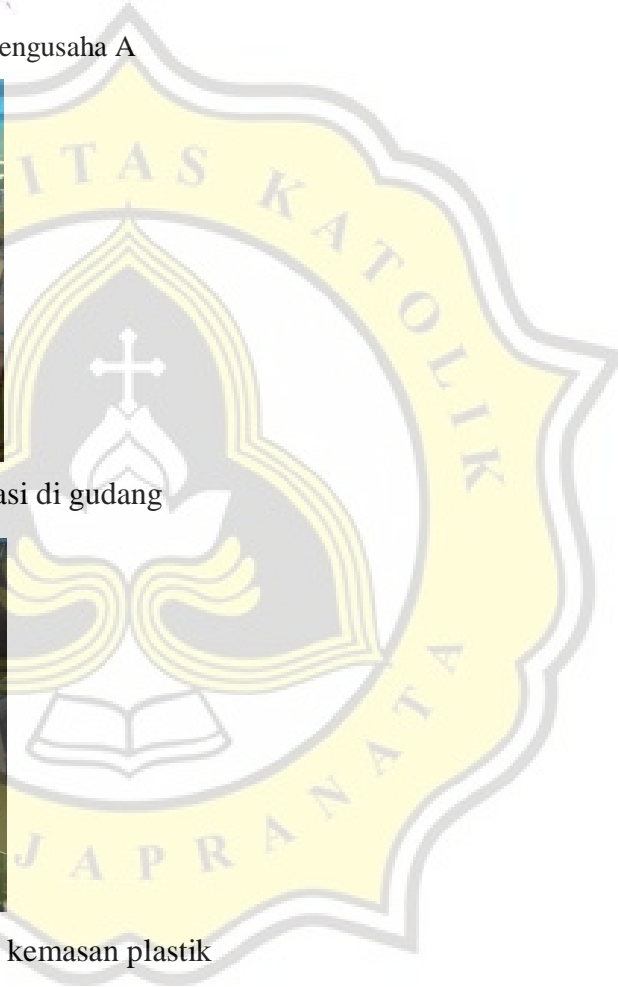 engusaha A
ITAS KATOLIK
asi di gudang
JAPRANATA
kemasan plastik